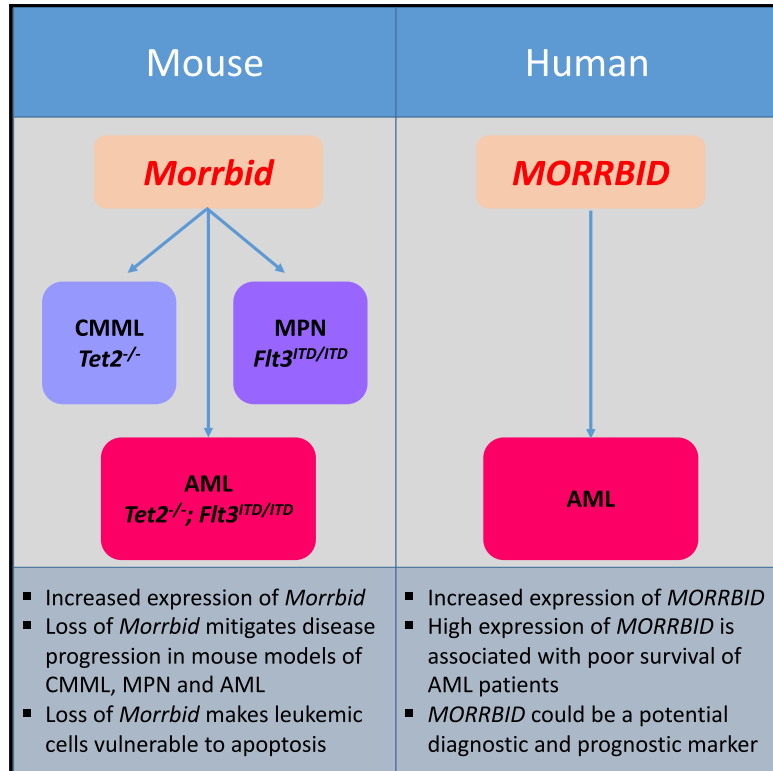 Mouse
Human
Morrbid
MORRBID
CMML
Tet2-/-
MPN
Flt3ITD/ITD
AML
Tet2-/-; Flt3ITD/ITD
AML
▪ Increased expression of Morrbid
▪ Loss of Morrbid mitigates disease
progression in mouse models of
CMML, MPN and AML
▪ Loss of Morrbid makes leukemic
cells vulnerable to apoptosis
▪ Increased expression of MORRBID
▪ High expression of MORRBID is
associated with poor survival of
AML patients
▪ MORRBID could be a potential
diagnostic and prognostic marker